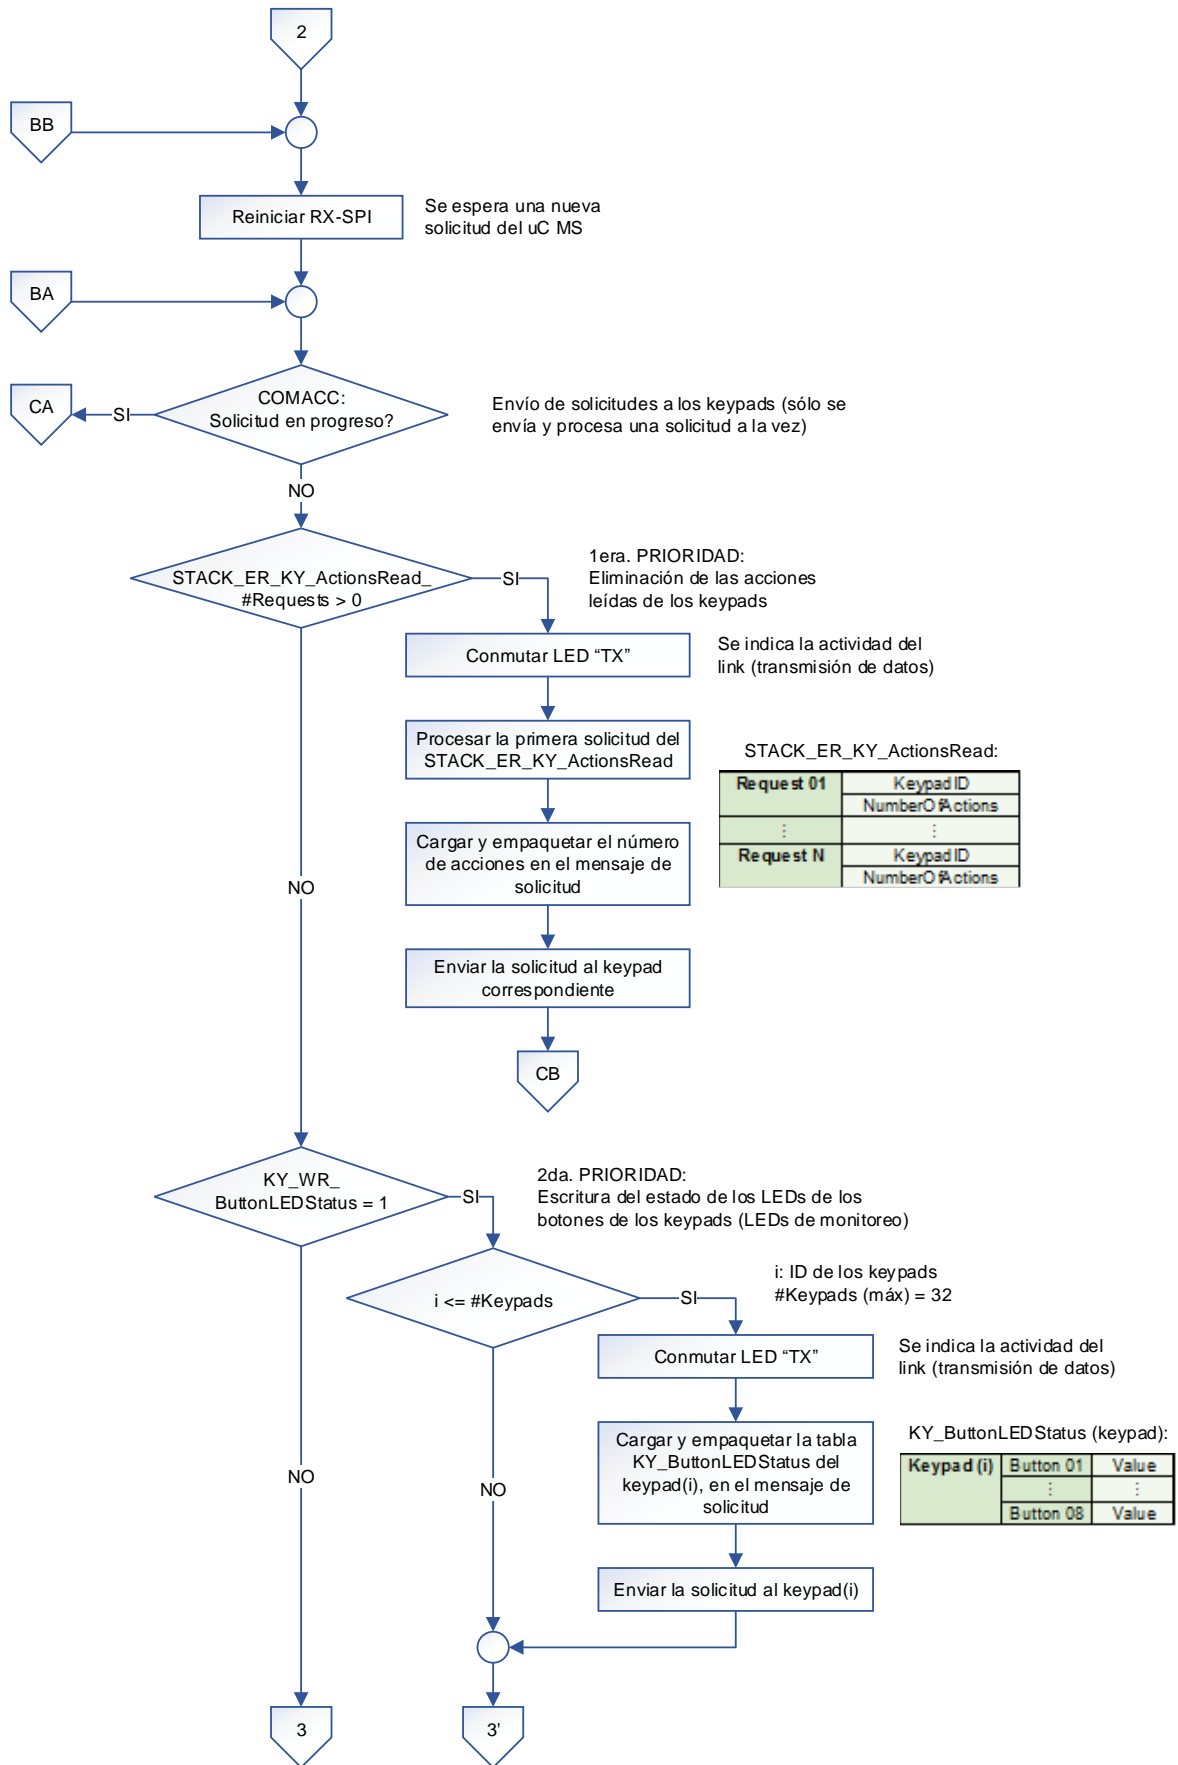 2
BB
Reiniciar RX-SPI
Se espera una nueva
solicitud del uC MS
BA
CA
SI
COMACC:
Solicitud en progreso?
Envío de solicitudes a los keypads (sólo se
envía y procesa una solicitud a la vez)
NO
STACK_ER_KY_ActionsRead_
#Requests > 0
SI
1era. PRIORIDAD:
Eliminación de las acciones
leídas de los keypads
Conmutar LED “TX”
Se indica la actividad del
link (transmisión de datos)
Procesar la primera solicitud del
STACK_ER_KY_ActionsRead
STACK_ER_KY_ActionsRead:
Request 01 KeypadID
NumberOfActions
⋮ ⋮
Request N KeypadID
NumberOfActions
Cargar y empaquetar el número
de acciones en el mensaje de
solicitud
NO
Enviar la solicitud al keypad
correspondiente
CB
KY_WR_
ButtonLEDStatus = 1
SI
2da. PRIORIDAD:
Escritura del estado de los LEDs de los
botones de los keypads (LEDs de monitoreo)
i <= #Keypads
SI
i: ID de los keypads
#Keypads (máx) = 32
Conmutar LED “TX”
Se indica la actividad del
link (transmisión de datos)
Cargar y empaquetar la tabla
KY_ButtonLEDStatus del
keypad(i), en el mensaje de
solicitud
KY_ButtonLEDStatus (keypad):
Keypad (i) Button 01 Value
⋮ ⋮
Button 08 Value
NO
NO
Enviar la solicitud al keypad(i)
3
3'